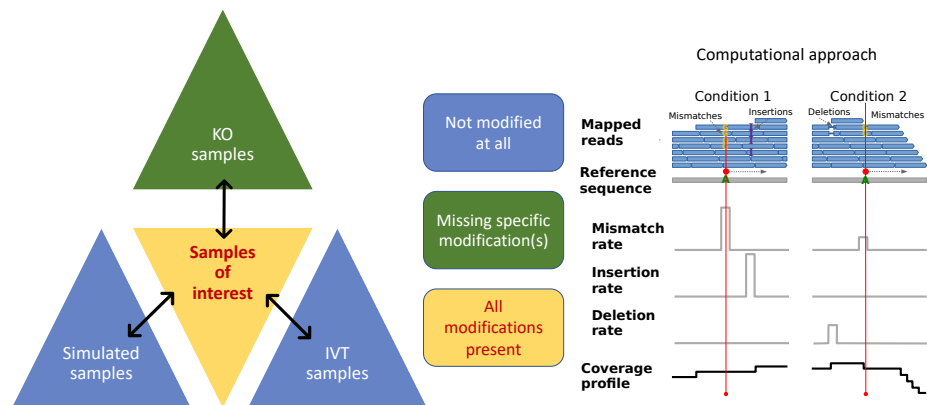 KO
samples
Samples
of
interest
Simulated
samples
IVT
samples
Not modified
at all
Missing specific
modification(s)
All
modifications
present
Computational approach
Condition 1
Condition 2
Mismatches
Insertions
Deletions
Mismatches
Mapped
reads
Reference
sequence
A
A
Mismatch
rate
Insertion
rate
Deletion
rate
Coverage
profile